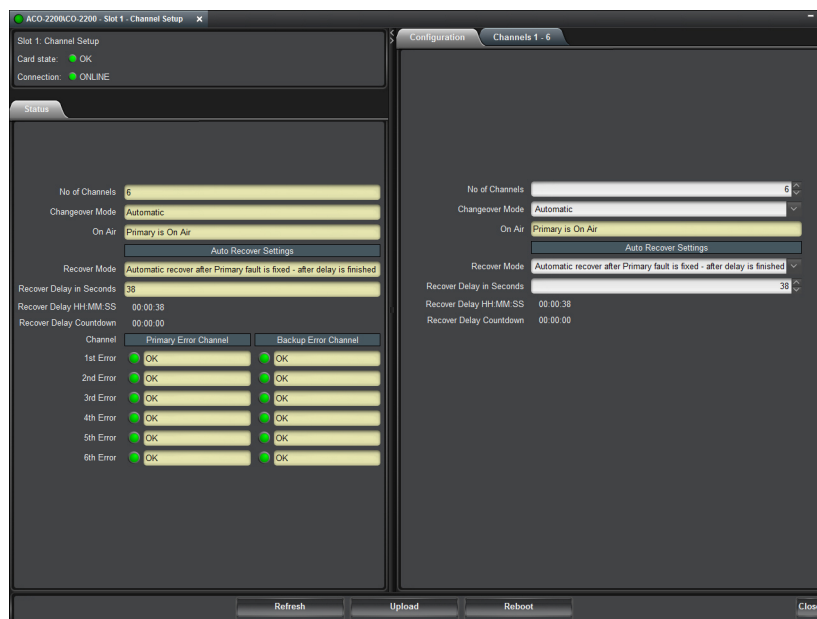 ACO-2200\CO-2200 - Slot 1 - Channel Setup ×
Slot 1: Channel Setup
Card state: OK
Connection: ONLINE
Status
No of Channels 6
Changeover Mode Automatic
On Air Primary is On Air
Auto Recover Settings
Recover Mode Automatic recover after Primary fault is fixed - after delay is finished
Recover Delay in Seconds 38
Recover Delay HH:MM:SS 00:00:38
Recover Delay Countdown 00:00:00
Channel Primary Error Channel Backup Error Channel
1st Error OK OK
2nd Error OK OK
3rd Error OK OK
4th Error OK OK
5th Error OK OK
6th Error OK OK
Configuration Channels 1 - 6
No of Channels 6
Changeover Mode Automatic
On Air Primary is On Air
Auto Recover Settings
Recover Mode Automatic recover after Primary fault is fixed - after delay is finished
Recover Delay in Seconds 38
Recover Delay HH:MM:SS 00:00:38
Recover Delay Countdown 00:00:00
Refresh Upload Reboot Clos